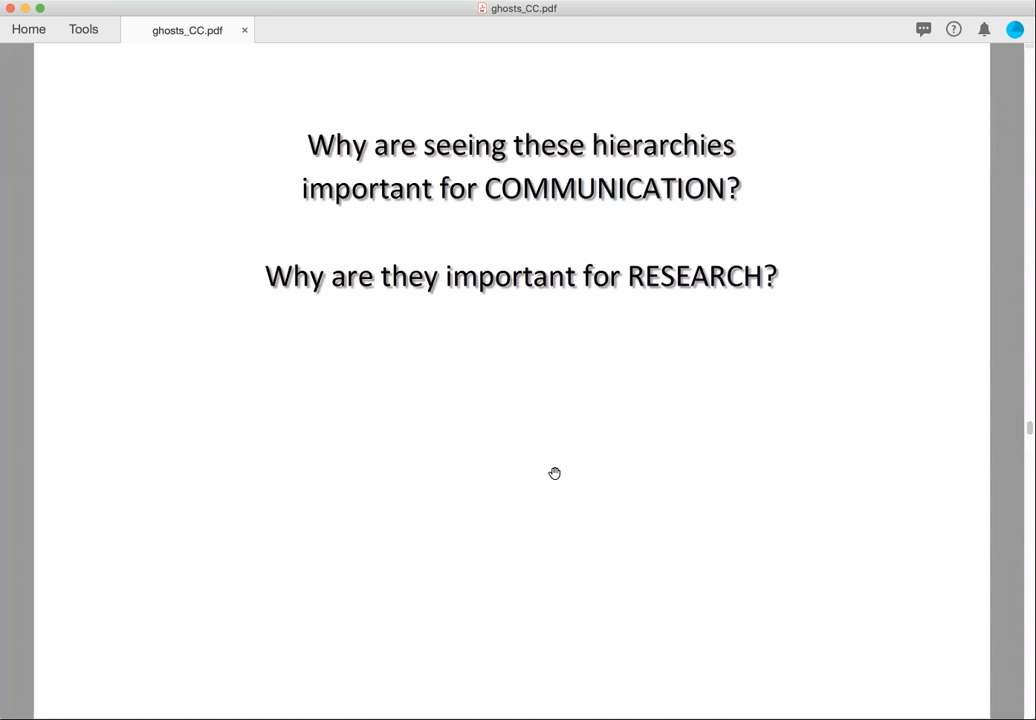 ghosts_CC.pdf
Home Tools ghosts_CC.pdf ×
Why are seeing these hierarchies
important for COMMUNICATION?
Why are they important for RESEARCH?